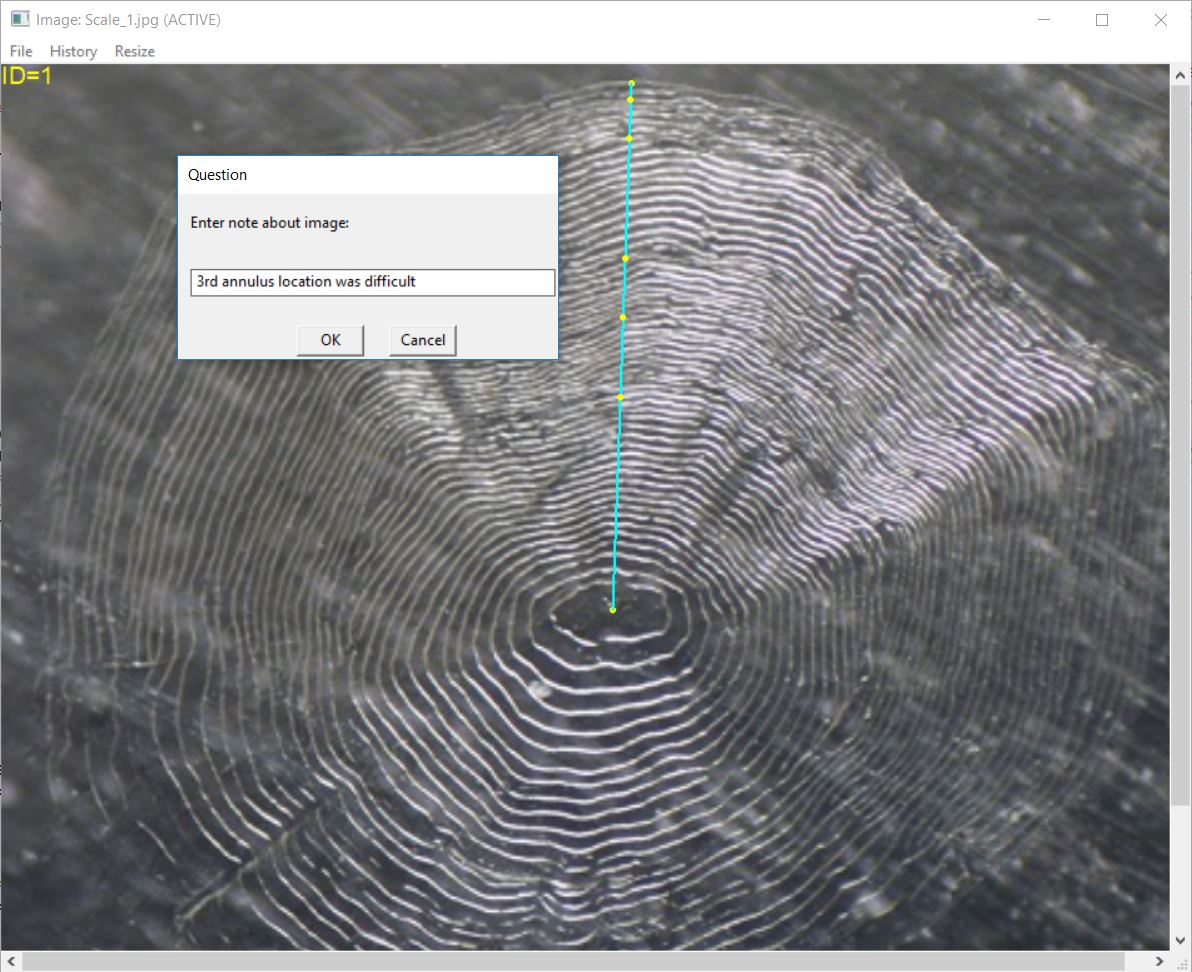 Image: Scale_1.jpg (ACTIVE)
File History Resize
ID=1
Question
Enter note about image:
3rd annulus location was difficult
OK Cancel